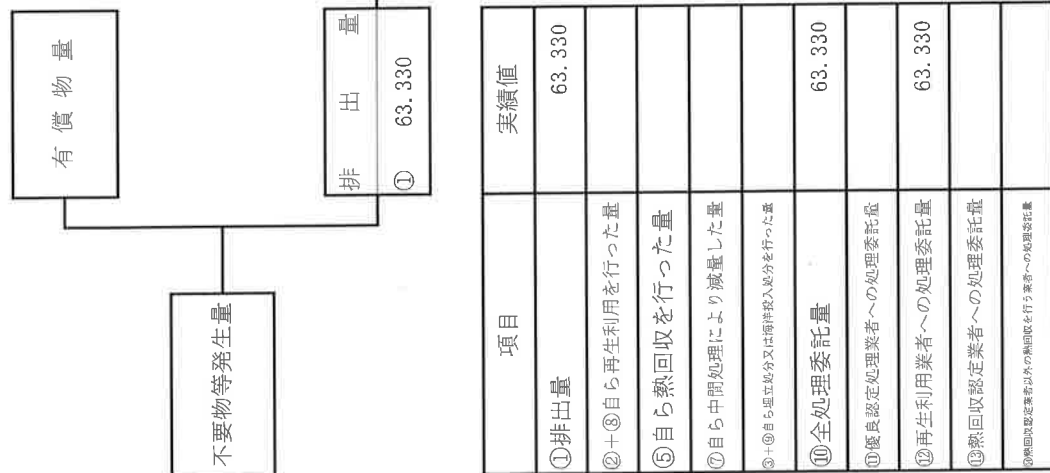 有償物量
不要物等発生量
排出量
① 63.330
項目 実績値
①排出量 63.330
②+⑧自ら再生利用を行った量
⑤自ら熱回収を行った量
⑦自ら中間処理により減量した量
③+⑨自ら埋立処分又は海洋投入処分を行った量
⑩全処理委託量 63.330
⑪優良認定処理業者への処理委託量
⑫再生利用業者への処理委託量 63.330
⑬熱回収認定業者への処理委託量
⑭熱回収認定業者以外の熱回収を行う業者への処理委託量